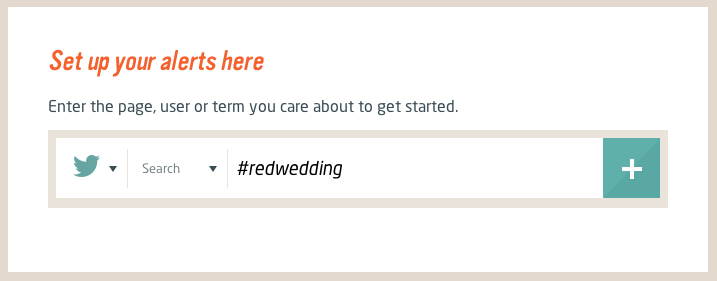 Set up your alerts here
Enter the page, user or term you care about to get started.
Search #redwedding